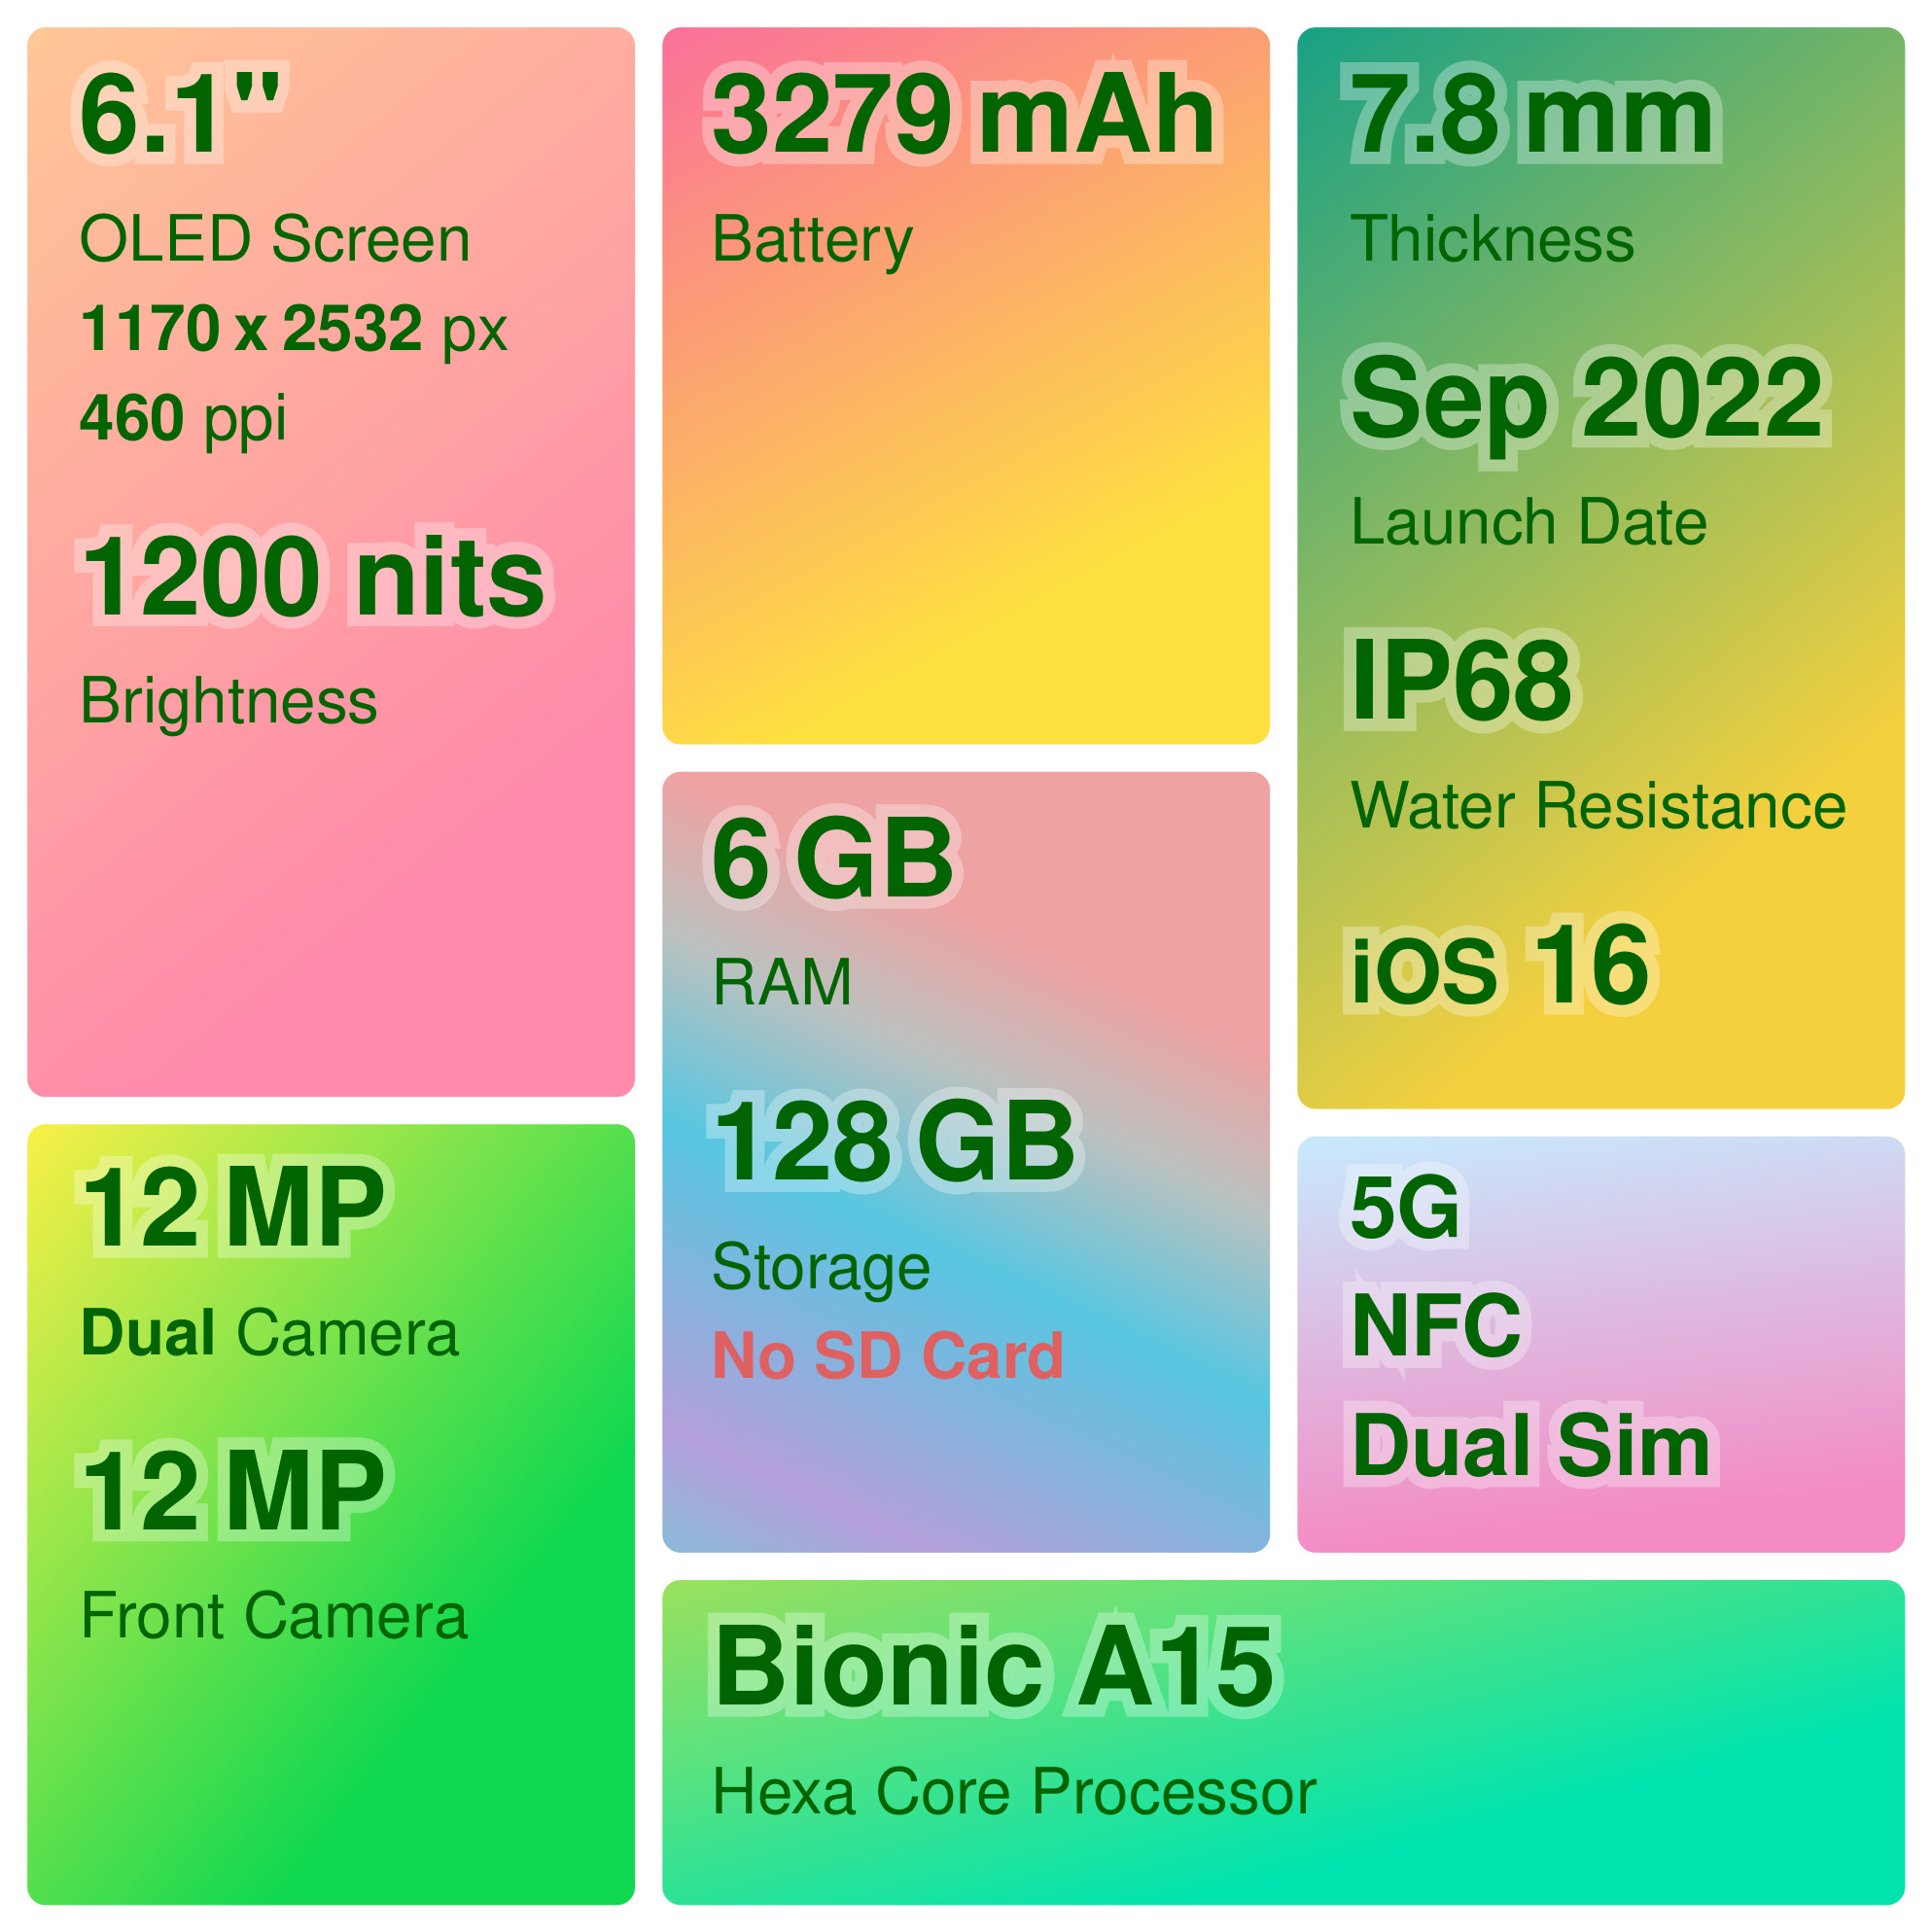 6.1"
OLED Screen
1170 x 2532 px
460 ppi
1200 nits
Brightness
12 MP
Dual Camera
12 MP
Front Camera
3279 mAh
Battery
6 GB
RAM
128 GB
Storage
No SD Card
7.8 mm
Thickness
Sep 2022
Launch Date
IP68
Water Resistance
iOS 16
5G
NFC
Dual Sim
Bionic A15
Hexa Core Processor